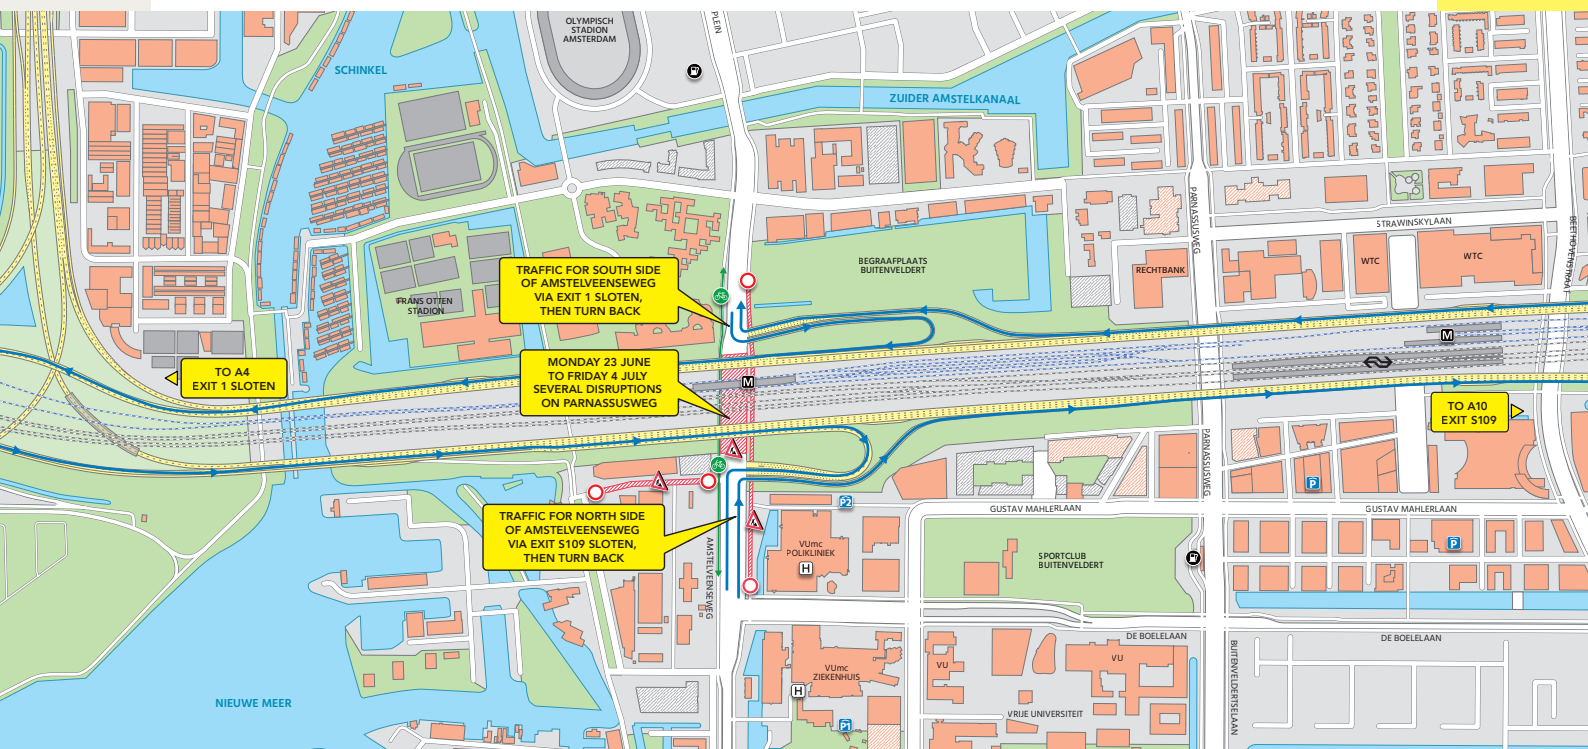 OLYMPISCH
STADION
AMSTERDAM
PLEIN
SCHINKEL
ZUIDER AMSTELKANAAL
PARNASSUSWEG
STRAWINSKYLAAN
BEETHOVENSTRAAT
BEGRAAFPLAATS
BUITENVELDERT
RECHTBANK
WTC
WTC
FRANS OTTEN
STADION
TRAFFIC FOR SOUTH SIDE
OF AMSTELVEENSEWEG
VIA EXIT 1 SLOTEN,
THEN TURN BACK
MONDAY 23 JUNE
TO FRIDAY 4 JULY
SEVERAL DISRUPTIONS
ON PARNASSUSWEG
TO A4
EXIT 1 SLOTEN
M
M
TO A10
EXIT S109
PARNASSUSWEG
P
P2
GUSTAV MAHLERLAAN
GUSTAV MAHLERLAAN
TRAFFIC FOR NORTH SIDE
OF AMSTELVEENSEWEG
VIA EXIT S109 SLOTEN,
THEN TURN BACK
AMSTELVEENSEWEG
VUmc
POLIKLINIEK
H
SPORTCLUB
BUITENVELDERT
P
DE BOELELAAN
DE BOELELAAN
BUITENVELDERTSELAAN
VUmc
ZIEKENHUIS
H
VU
VU
NIEUWE MEER
VRIJE UNIVERSITEIT
P1